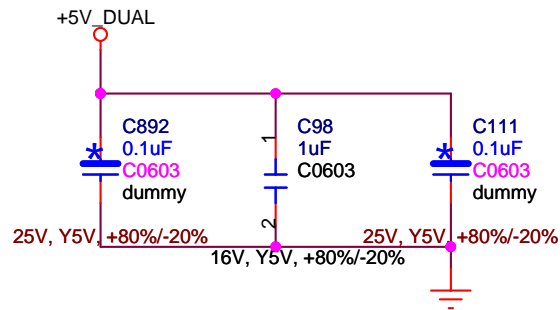 +5V_DUAL
C892
0.1uF
C0603
dummy
25V, Y5V, +80%/-20%
1
C98
1uF
C0603
2
16V, Y5V, +80%/-20%
C111
0.1uF
C0603
dummy
25V, Y5V, +80%/-20%